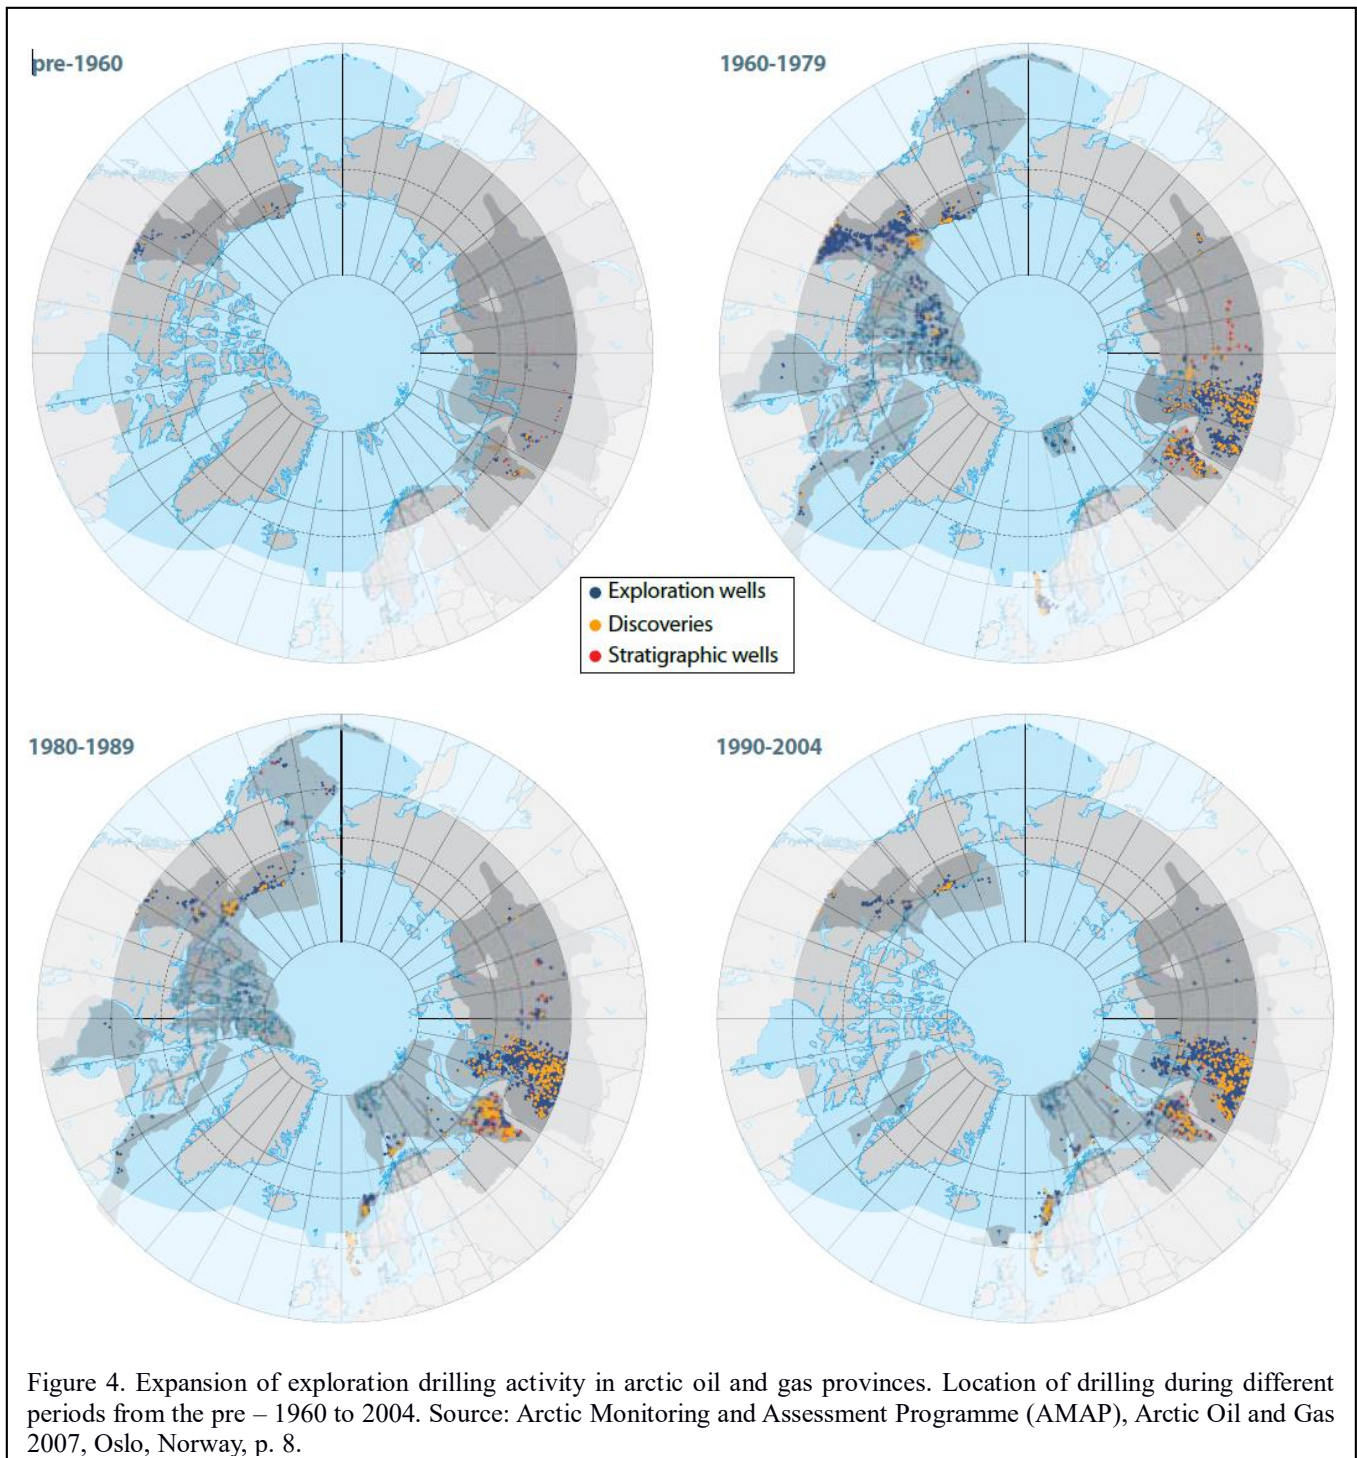 pre-1960
1960-1979
Exploration wells
Discoveries
Stratigraphic wells
1980-1989
1990-2004
Figure 4. Expansion of exploration drilling activity in arctic oil and gas provinces. Location of drilling during different
periods from the pre – 1960 to 2004. Source: Arctic Monitoring and Assessment Programme (AMAP), Arctic Oil and Gas
2007, Oslo, Norway, p. 8.